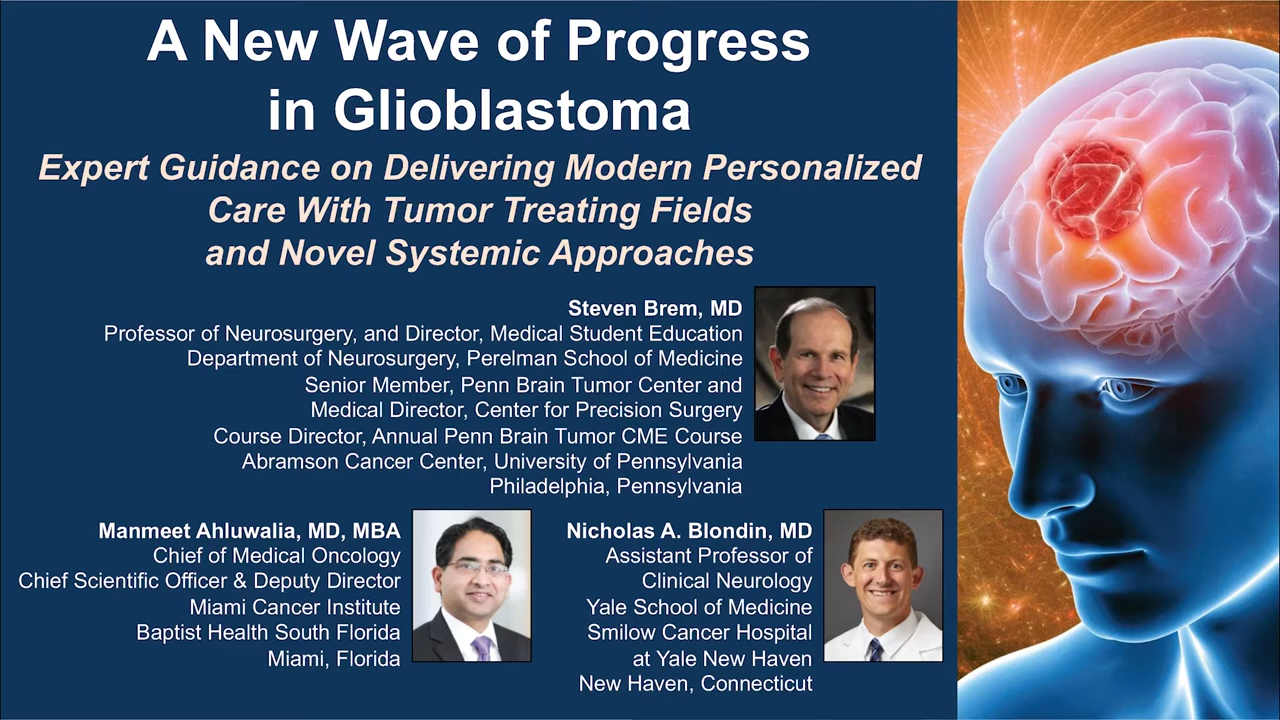 A New Wave of Progress
in Glioblastoma
Expert Guidance on Delivering Modern Personalized
Care With Tumor Treating Fields
and Novel Systemic Approaches
Steven Brem, MD
Professor of Neurosurgery, and Director, Medical Student Education
Department of Neurosurgery, Perelman School of Medicine
Senior Member, Penn Brain Tumor Center and
Medical Director, Center for Precision Surgery
Course Director, Annual Penn Brain Tumor CME Course
Abramson Cancer Center, University of Pennsylvania
Philadelphia, Pennsylvania
Manmeet Ahluwalia, MD, MBA
Chief of Medical Oncology
Chief Scientific Officer & Deputy Director
Miami Cancer Institute
Baptist Health South Florida
Miami, Florida
Nicholas A. Blondin, MD
Assistant Professor of
Clinical Neurology
Yale School of Medicine
Smilow Cancer Hospital
at Yale New Haven
New Haven, Connecticut